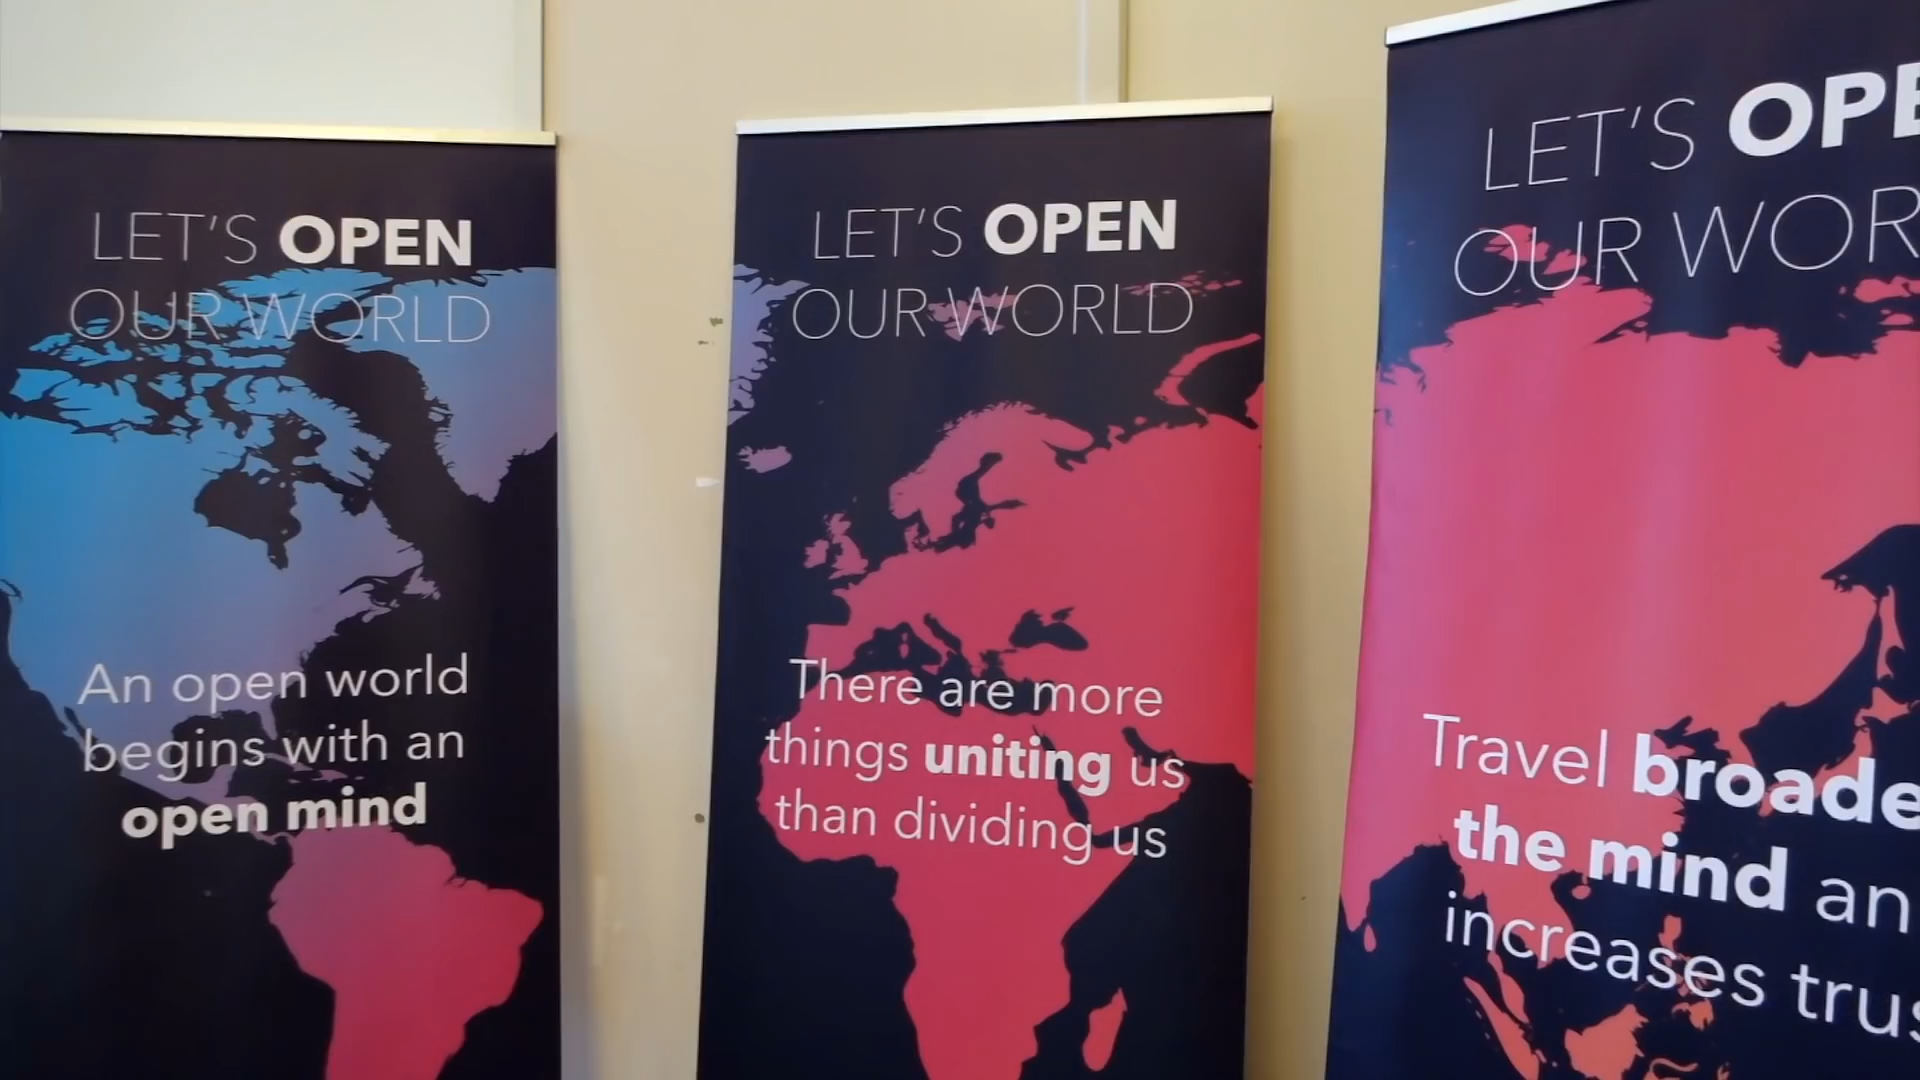 LET'S OPEN
OUR WORLD
An open world
begins with an
open mind
LET'S OPEN
OUR WORLD
There are more
things uniting us
than dividing us
LET'S
OUR
Travel
the mind
increases